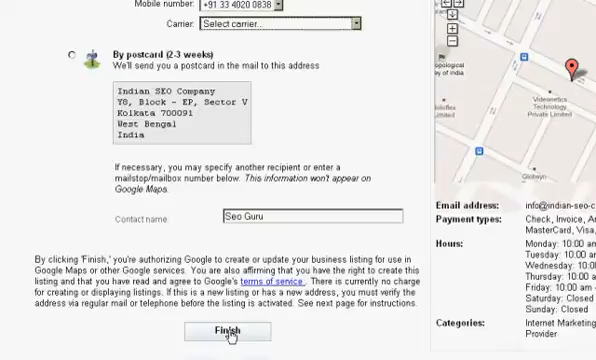 Mobile number: +91 33 4020 0838
Carrier: Select carrier...
By postcard (2-3 weeks)
We'll send you a postcard in the mail to this address
Indian SEO Company
Y8, Block - EP, Sector V
Kolkata 700091
West Bengal
India
If necessary, you may specify another recipient or enter a
mailstop/mailbox number below. This information won't appear on
Google Maps.
Contact name: Seo Guru
By clicking 'Finish,' you're authorizing Google to create or update your business listing for use in
Google Maps or other Google services. You are also affirming that you have the right to create this
listing and that you have read and agree to Google's terms of service. There is currently no charge
for creating or displaying listings. If this is a new listing or has a new address, you must verify the
address via regular mail or telephone before the listing is activated. See next page for instructions.
Finish
Videonetics
Technology
Private Limited
Email address: info@indian-seo-c
Payment types: Check, Invoice, Am
MasterCard, Visa,
Hours: Monday: 10:00 am
Tuesday: 10:00 a
Wednesday: 10:0
Thursday: 10:00 a
Friday: 10:00 am -
Saturday: Closed
Sunday: Closed
Categories: Internet Marketing
Provider